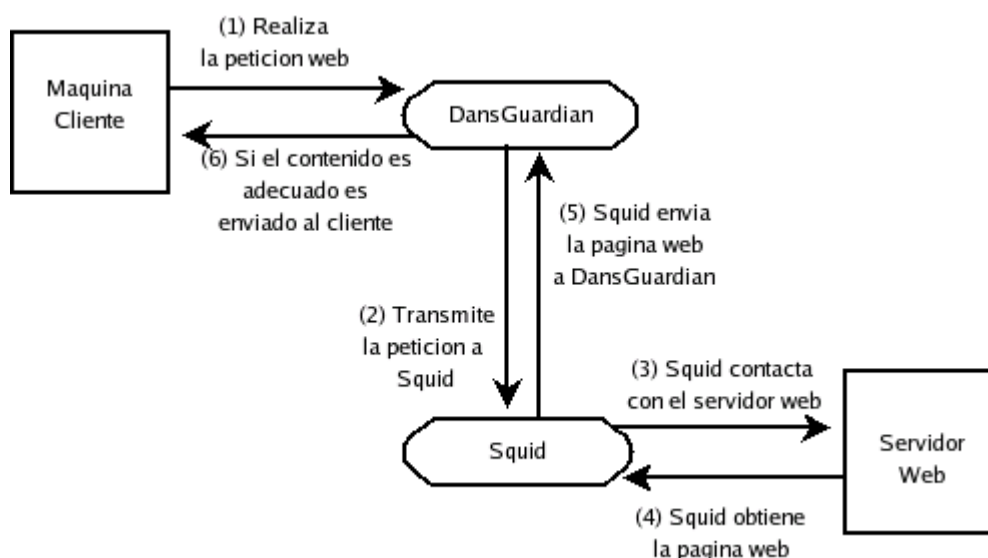 (1) Realiza
la peticion web
Maquina
Cliente
DansGuardian
(6) Si el contenido es
adecuado es
enviado al cliente
(5) Squid envia
la pagina web
a DansGuardian
(2) Transmite
la peticion a
Squid
(3) Squid contacta
con el servidor web
Squid
Servidor
Web
(4) Squid obtiene
la pagina web